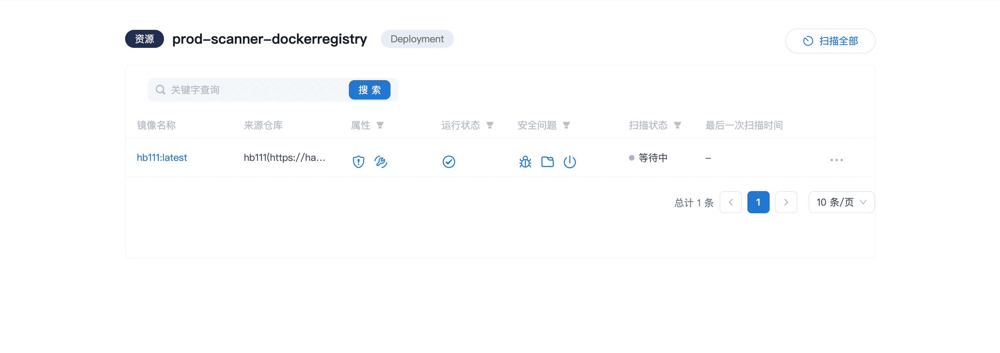 资源 prod-scanner-dockerregistry Deployment 扫描全部
关键字查询 搜 索
镜像名称 来源仓库 属性 运行状态 安全问题 扫描状态 最后一次扫描时间
hb111:latest hb111(https://ha... 等待中 –
总计 1 条 1 10 条/页